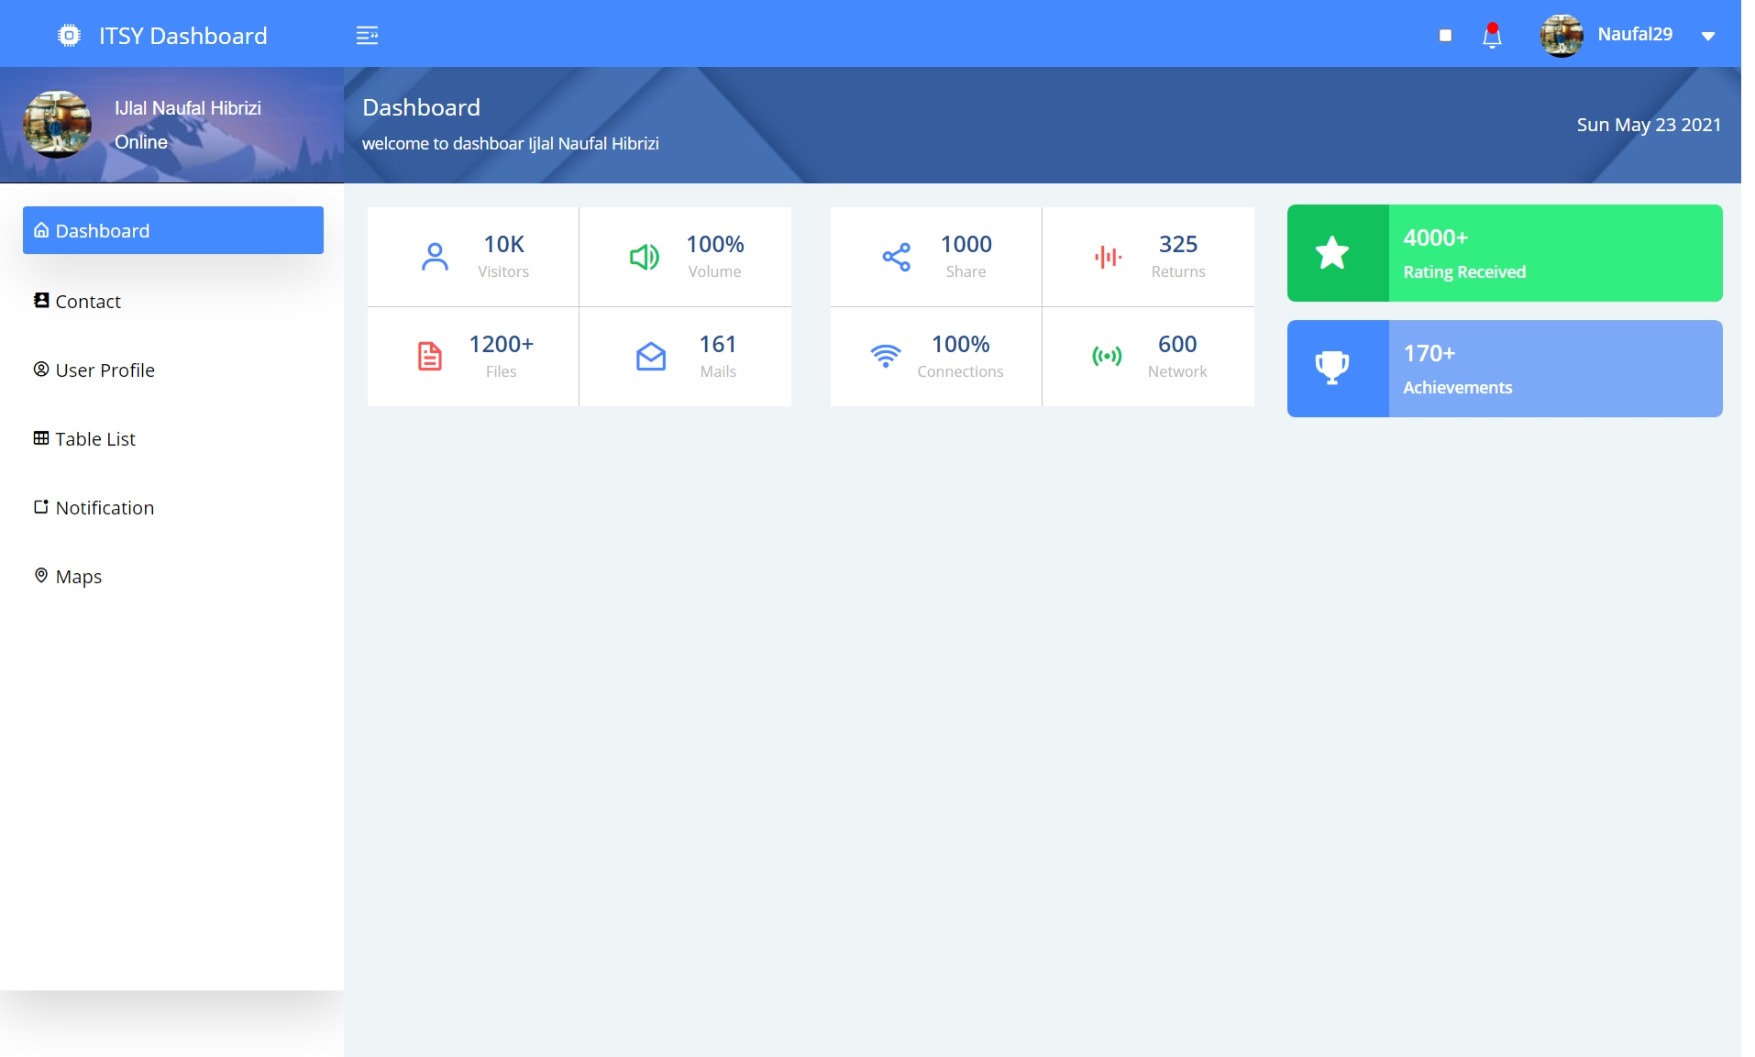 ITSY Dashboard
Naufal29
IJlal Naufal Hibrizi
Online
Dashboard
welcome to dashboar Ijlal Naufal Hibrizi
Sun May 23 2021
Dashboard
Contact
User Profile
Table List
Notification
Maps
10K
Visitors
100%
Volume
1200+
Files
161
Mails
1000
Share
325
Returns
100%
Connections
600
Network
4000+
Rating Received
170+
Achievements